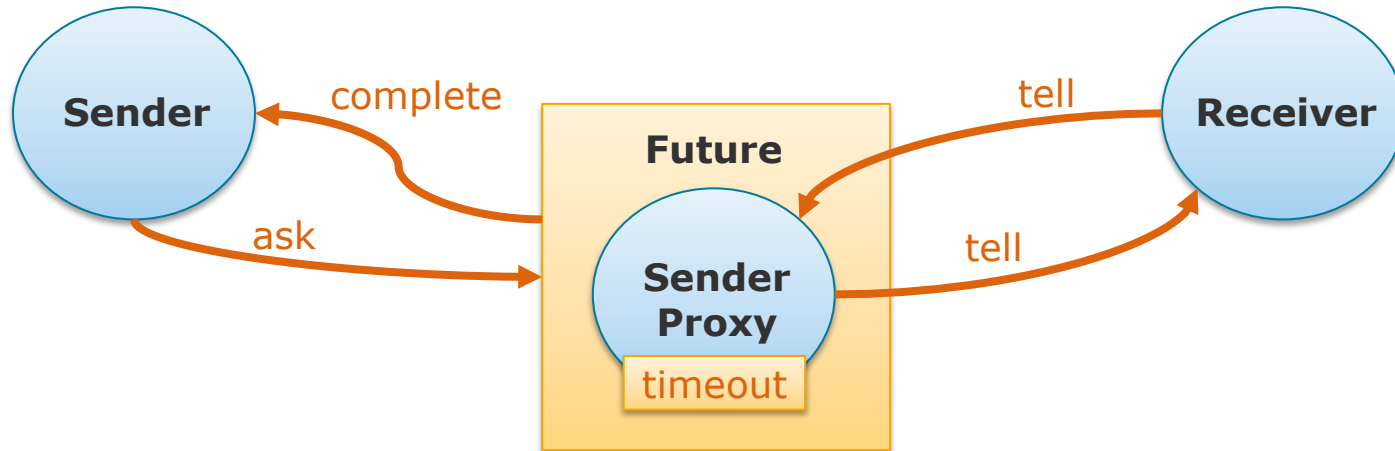 Sender
complete
ask
Future
Sender
Proxy
timeout
tell
tell
Receiver